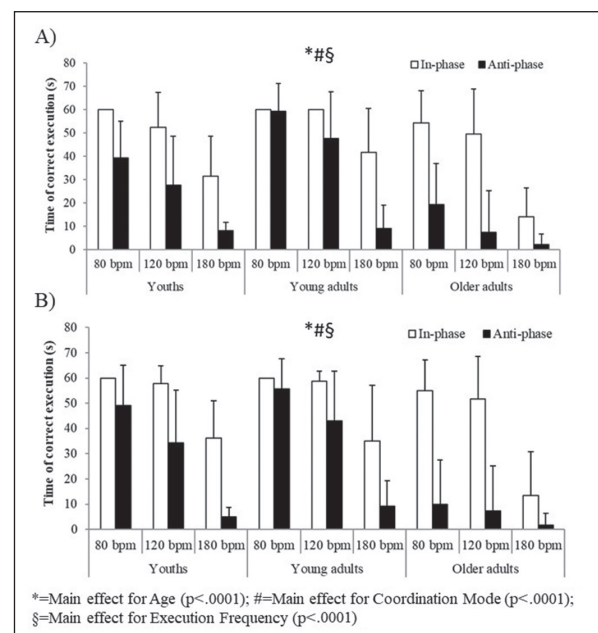 A)
*#§
In-phase Anti-phase
Time of correct execution (s)
80
70
60
50
40
30
20
10
0
80 bpm 120 bpm 180 bpm 80 bpm 120 bpm 180 bpm 80 bpm 120 bpm 180 bpm
Youths Young adults Older adults
B)
*#§
In-phase Anti-phase
Time of correct execution (s)
80
70
60
50
40
30
20
10
0
80 bpm 120 bpm 180 bpm 80 bpm 120 bpm 180 bpm 80 bpm 120 bpm 180 bpm
Youths Young adults Older adults
*=Main effect for Age (p<.0001); #=Main effect for Coordination Mode (p<.0001);
§=Main effect for Execution Frequency (p<.0001)